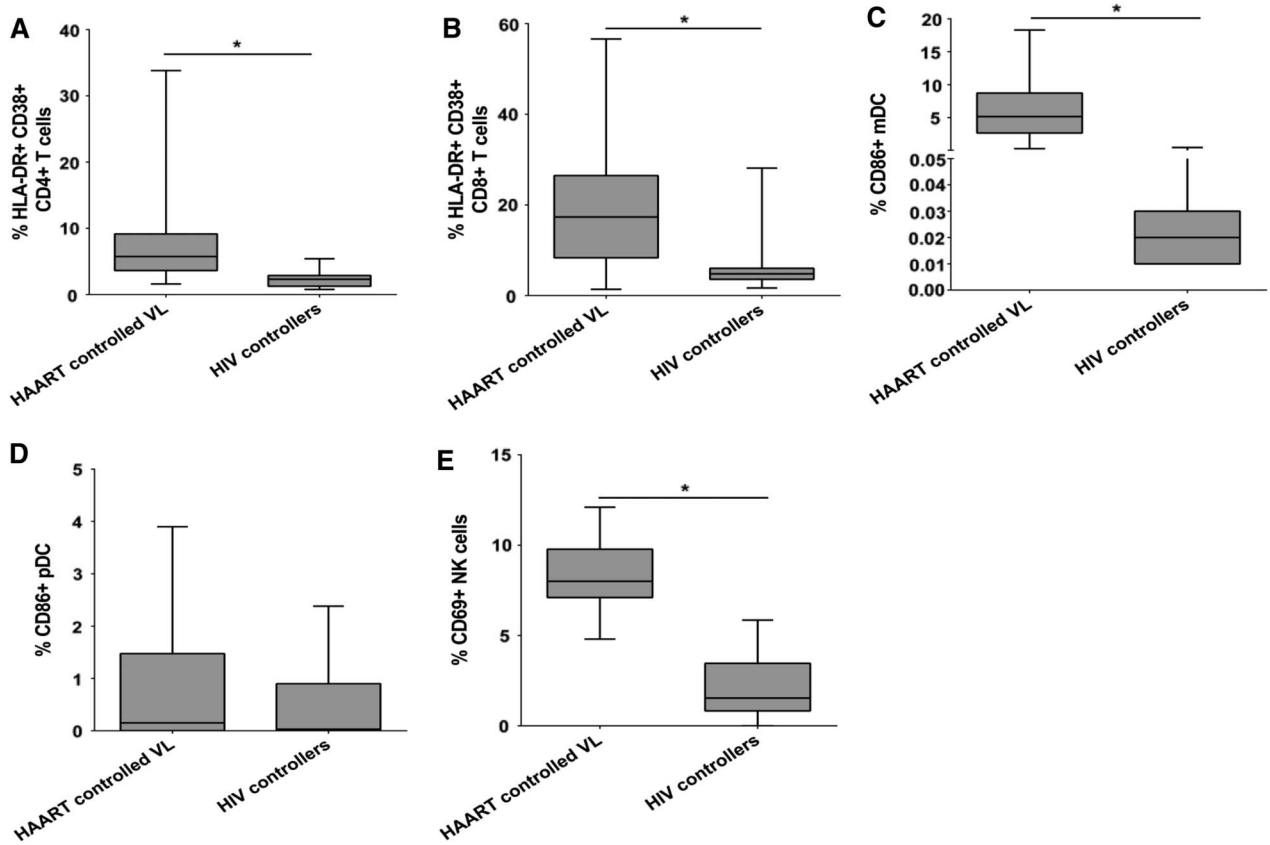 A
% HLA-DR+ CD38+
CD4+ T cells
40
30
20
10
0
*
HAART controlled VL
HIV controllers
B
% HLA-DR+ CD38+
CD8+ T cells
60
40
20
0
*
HAART controlled VL
HIV controllers
C
% CD86+ mDC
20
15
10
5
0.05
0.04
0.03
0.02
0.01
0.00
*
HAART controlled VL
HIV controllers
D
% CD86+ pDC
5
4
3
2
1
0
HAART controlled VL
HIV controllers
E
% CD69+ NK cells
15
10
5
0
*
HAART controlled VL
HIV controllers